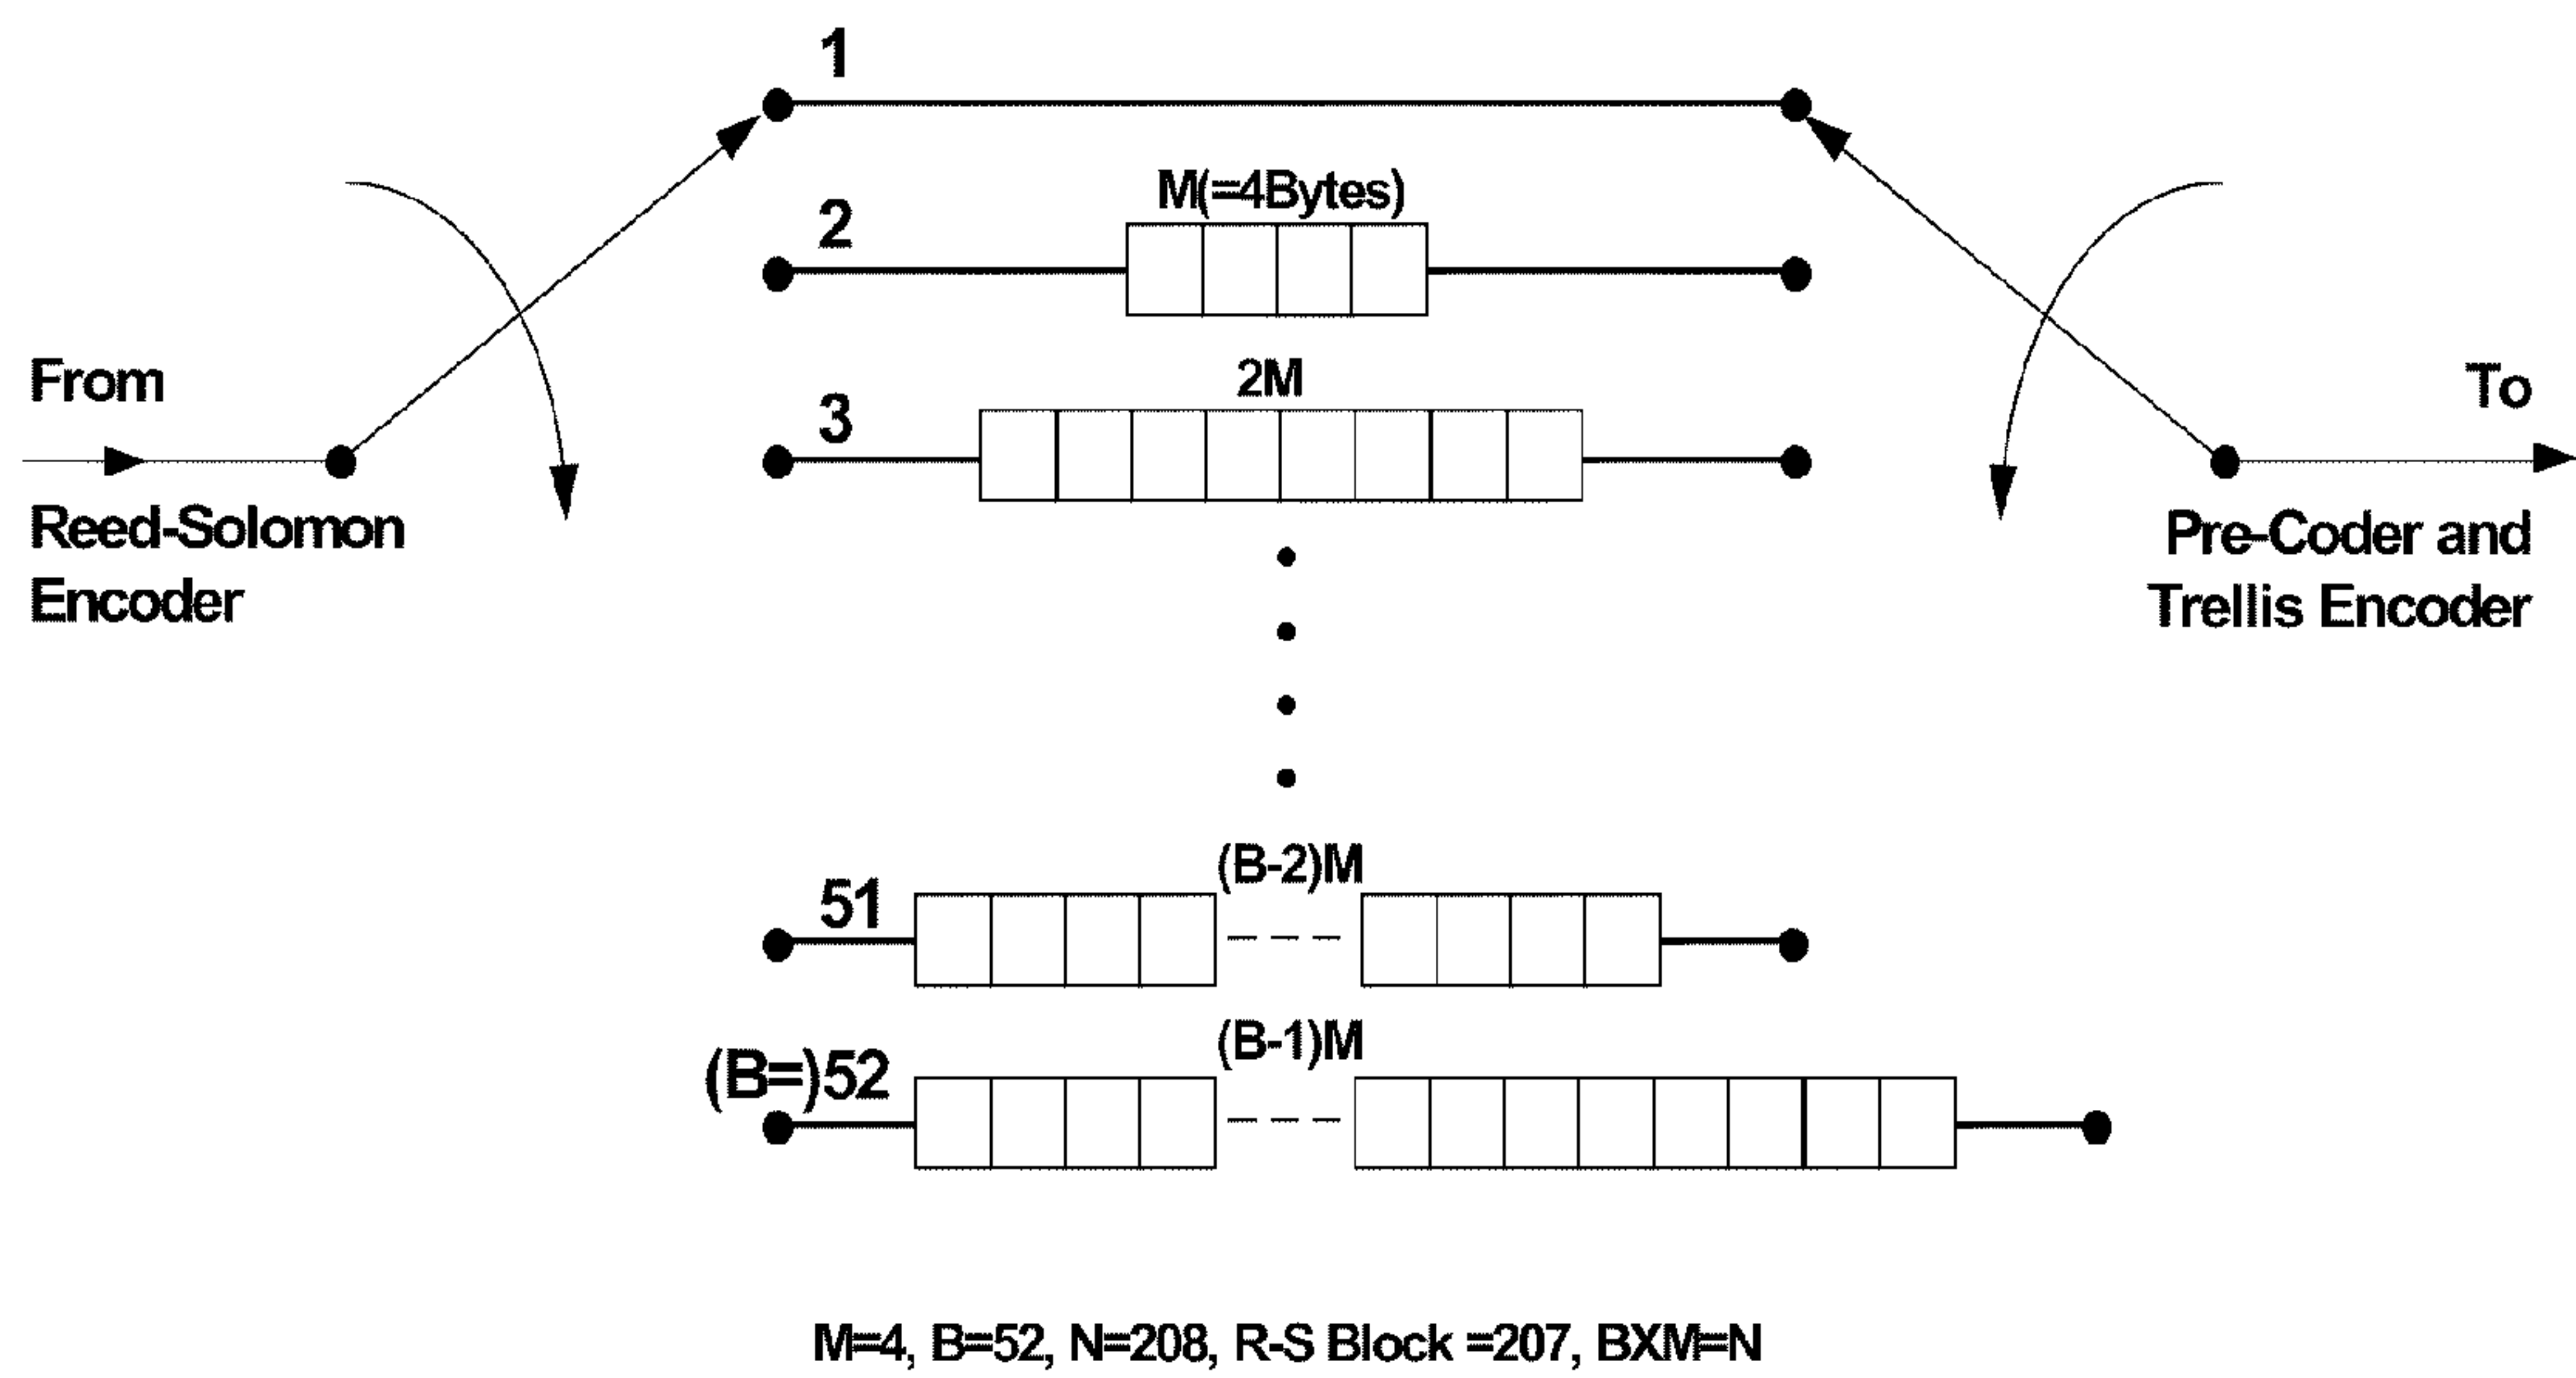 1
M(=4Bytes)
2
2M
3
From
Reed-Solomon
Encoder
To
Pre-Coder and
Trellis Encoder
(B-2)M
51
(B-1)M
(B=)52
M=4, B=52, N=208, R-S Block =207, BXM=N